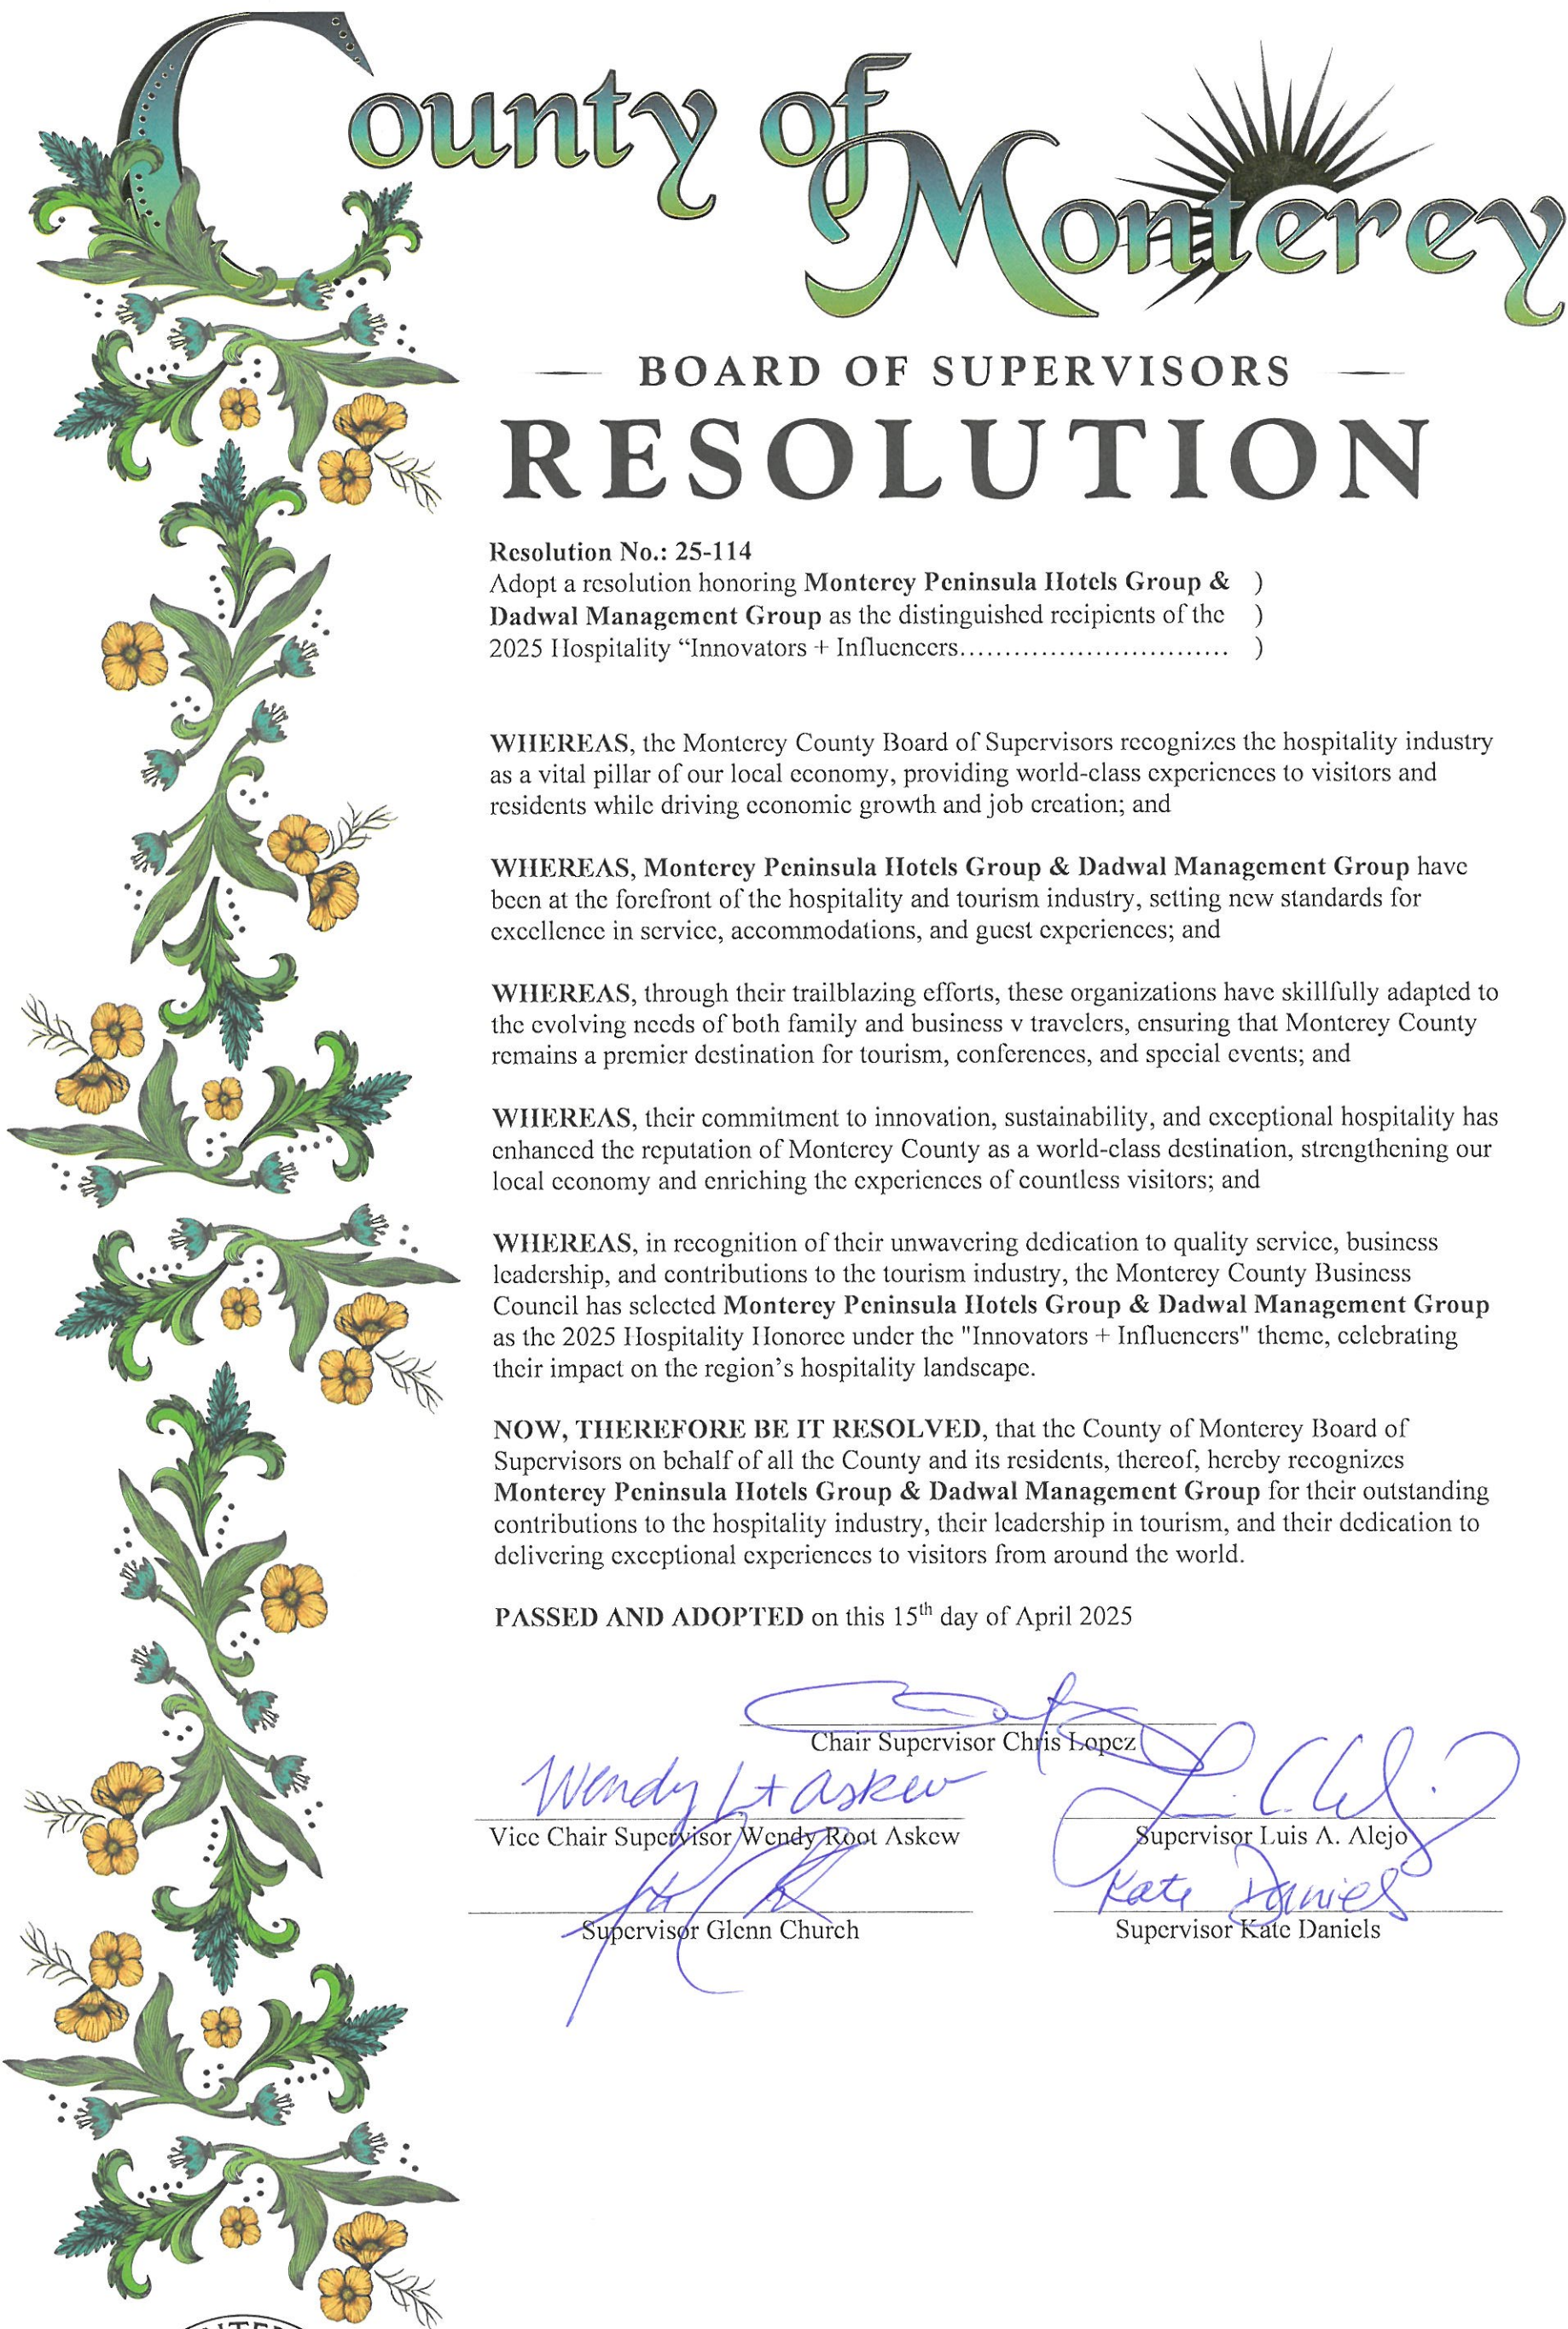 County of Monterey
BOARD OF SUPERVISORS
RESOLUTION
Resolution No.: 25-114
Adopt a resolution honoring Monterey Peninsula Hotels Group & )
Dadwal Management Group as the distinguished recipients of the )
2025 Hospitality “Innovators + Influencers.............................. )
WHEREAS, the Monterey County Board of Supervisors recognizes the hospitality industry
as a vital pillar of our local economy, providing world-class experiences to visitors and
residents while driving economic growth and job creation; and
WHEREAS, Monterey Peninsula Hotels Group & Dadwal Management Group have
been at the forefront of the hospitality and tourism industry, setting new standards for
excellence in service, accommodations, and guest experiences; and
WHEREAS, through their trailblazing efforts, these organizations have skillfully adapted to
the evolving needs of both family and business v travelers, ensuring that Monterey County
remains a premier destination for tourism, conferences, and special events; and
WHEREAS, their commitment to innovation, sustainability, and exceptional hospitality has
enhanced the reputation of Monterey County as a world-class destination, strengthening our
local economy and enriching the experiences of countless visitors; and
WHEREAS, in recognition of their unwavering dedication to quality service, business
leadership, and contributions to the tourism industry, the Monterey County Business
Council has selected Monterey Peninsula Hotels Group & Dadwal Management Group
as the 2025 Hospitality Honoree under the "Innovators + Influencers" theme, celebrating
their impact on the region’s hospitality landscape.
NOW, THEREFORE BE IT RESOLVED, that the County of Monterey Board of
Supervisors on behalf of all the County and its residents, thereof, hereby recognizes
Monterey Peninsula Hotels Group & Dadwal Management Group for their outstanding
contributions to the hospitality industry, their leadership in tourism, and their dedication to
delivering exceptional experiences to visitors from around the world.
PASSED AND ADOPTED on this 15th day of April 2025
Chair Supervisor Chris Lopez
Wendy Askew
Vice Chair Supervisor Wendy Root Askew
Supervisor Luis A. Alejo
Kate Daniels
Supervisor Glenn Church
Supervisor Kate Daniels